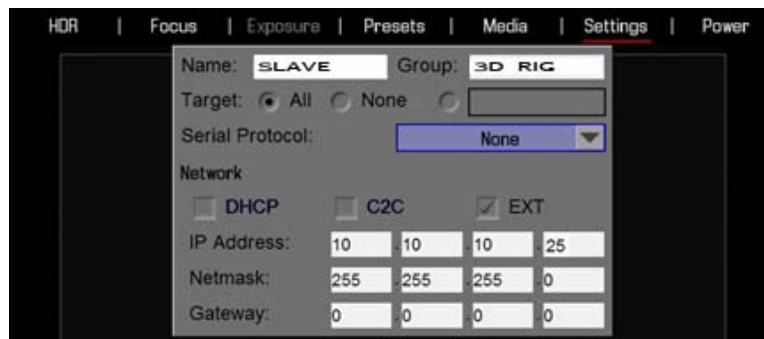 HDR | Focus | Exposure | Presets | Media | Settings | Power
Name: SLAVE Group: 3D RIG
Target: All None
Serial Protocol: None
Network
DHCP C2C EXT
IP Address: 10 .10 .10 .25
Netmask: 255 .255 .255 .0
Gateway: 0 .0 .0 .0